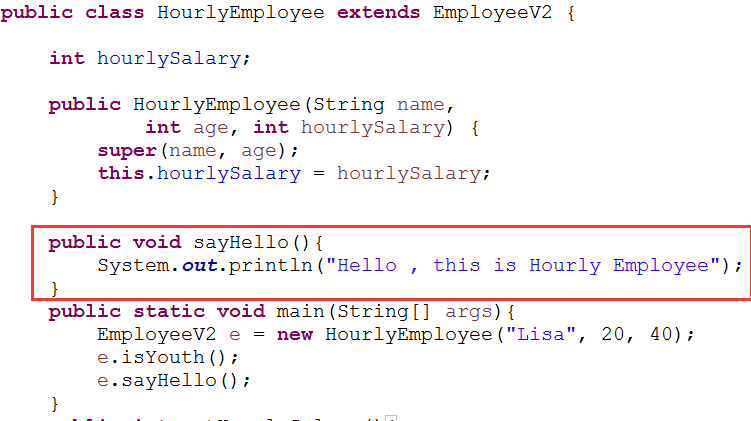 public class HourlyEmployee extends EmployeeV2 {
int hourlySalary;
public HourlyEmployee(String name,
int age, int hourlySalary) {
super(name, age);
this.hourlySalary = hourlySalary;
}
public void sayHello(){
System.out.println("Hello , this is Hourly Employee");
}
public static void main(String[] args){
EmployeeV2 e = new HourlyEmployee("Lisa", 20, 40);
e.isYouth();
e.sayHello();
}